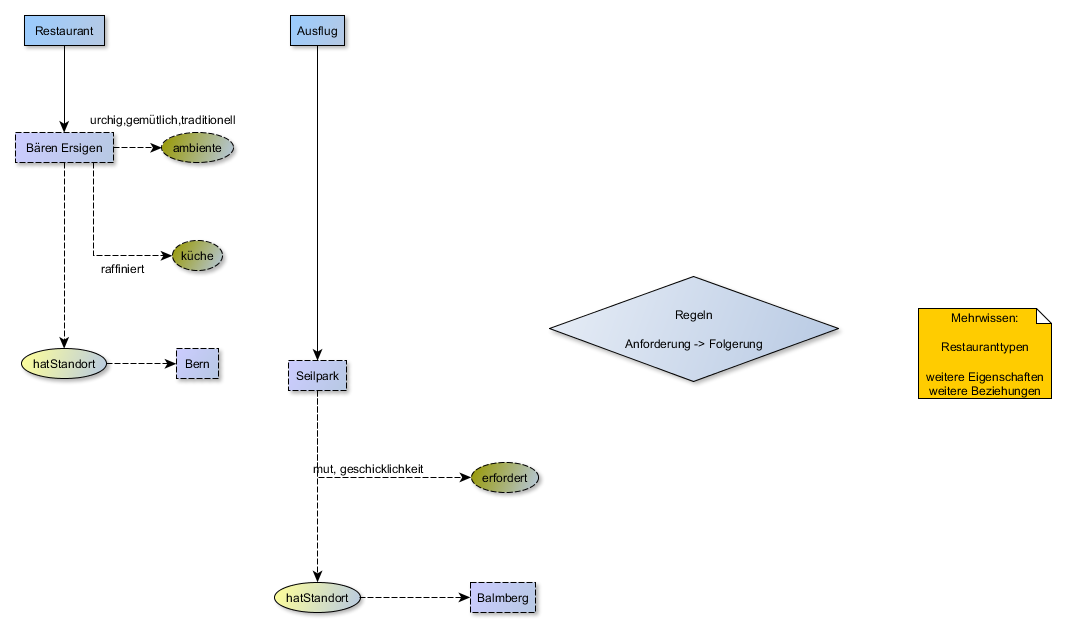 Restaurant
Ausflug
urchig,gemütlich,traditionell
Bären Ersigen
ambiente
küche
raffiniert
hatStandort
Bern
Seilpark
Regeln
Anforderung -> Folgerung
Mehrwissen:
Restauranttypen
weitere Eigenschaften
weitere Beziehungen
mut, geschicklichkeit
erfordert
hatStandort
Balmberg